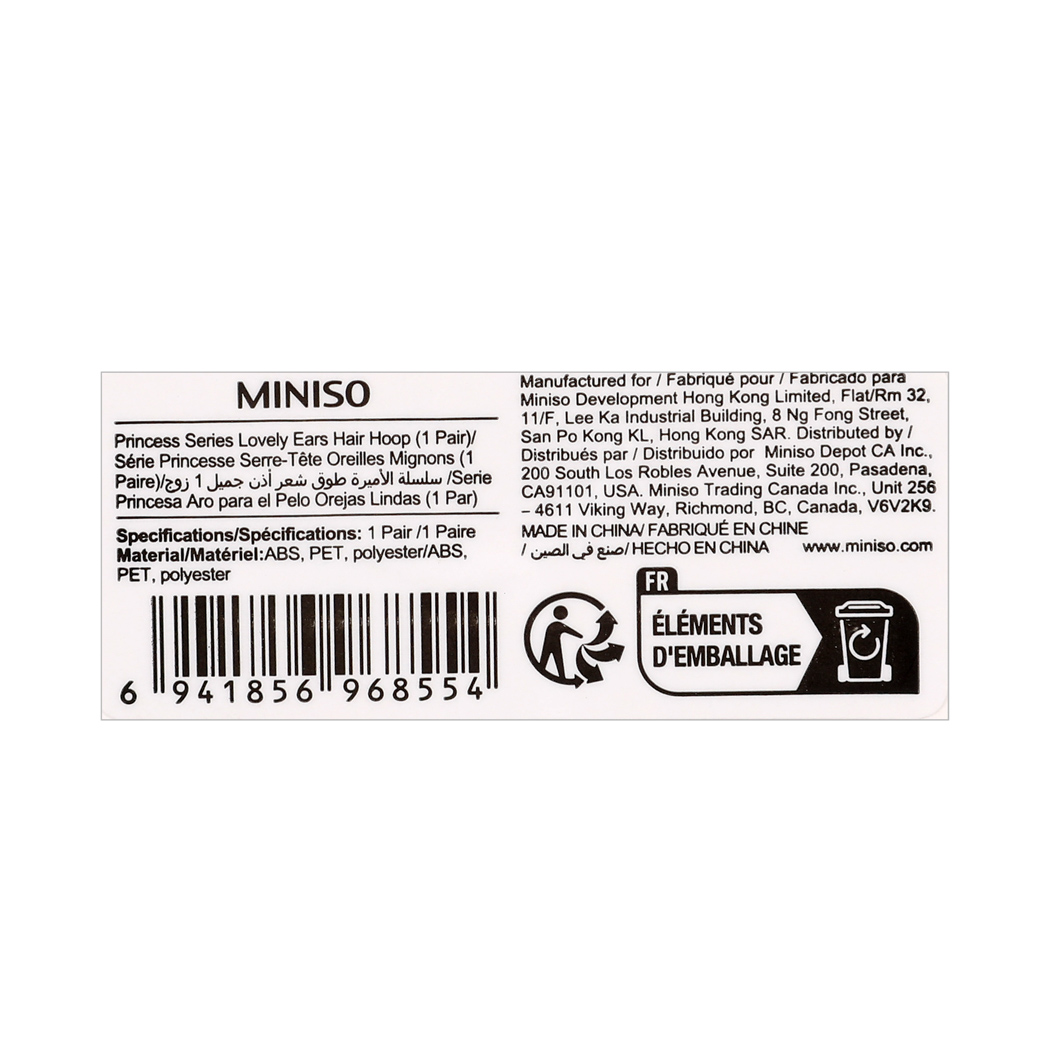 MINISO
Princess Series Lovely Ears Hair Hoop (1 Pair)/
Série Princesse Serre-Tête Oreilles Mignons (1
Paire)/سلسلة الأميرة طوق شعر أذن جميل 1 زوج /Serie
Princesa Aro para el Pelo Orejas Lindas (1 Par)
Specifications/Spécifications: 1 Pair /1 Paire
Material/Matériel:ABS, PET, polyester/ABS,
PET, polyester
6 941856 968554
Manufactured for / Fabriqué pour / Fabricado para
Miniso Development Hong Kong Limited, Flat/Rm 32,
11/F, Lee Ka Industrial Building, 8 Ng Fong Street,
San Po Kong KL, Hong Kong SAR. Distributed by /
Distribués par / Distribuido por Miniso Depot CA Inc.,
200 South Los Robles Avenue, Suite 200, Pasadena,
CA91101, USA. Miniso Trading Canada Inc., Unit 256
– 4611 Viking Way, Richmond, BC, Canada, V6V2K9.
MADE IN CHINA/ FABRIQUÉ EN CHINE
/ صنع في الصين/ HECHO EN CHINA www.miniso.com
FR
ÉLÉMENTS
D'EMBALLAGE